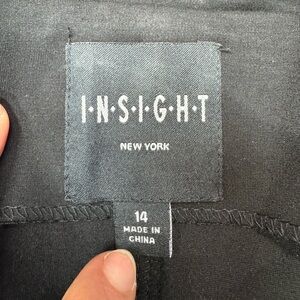 I·N·S·I·G·H·T
NEW YORK
14
MADE IN
CHINA